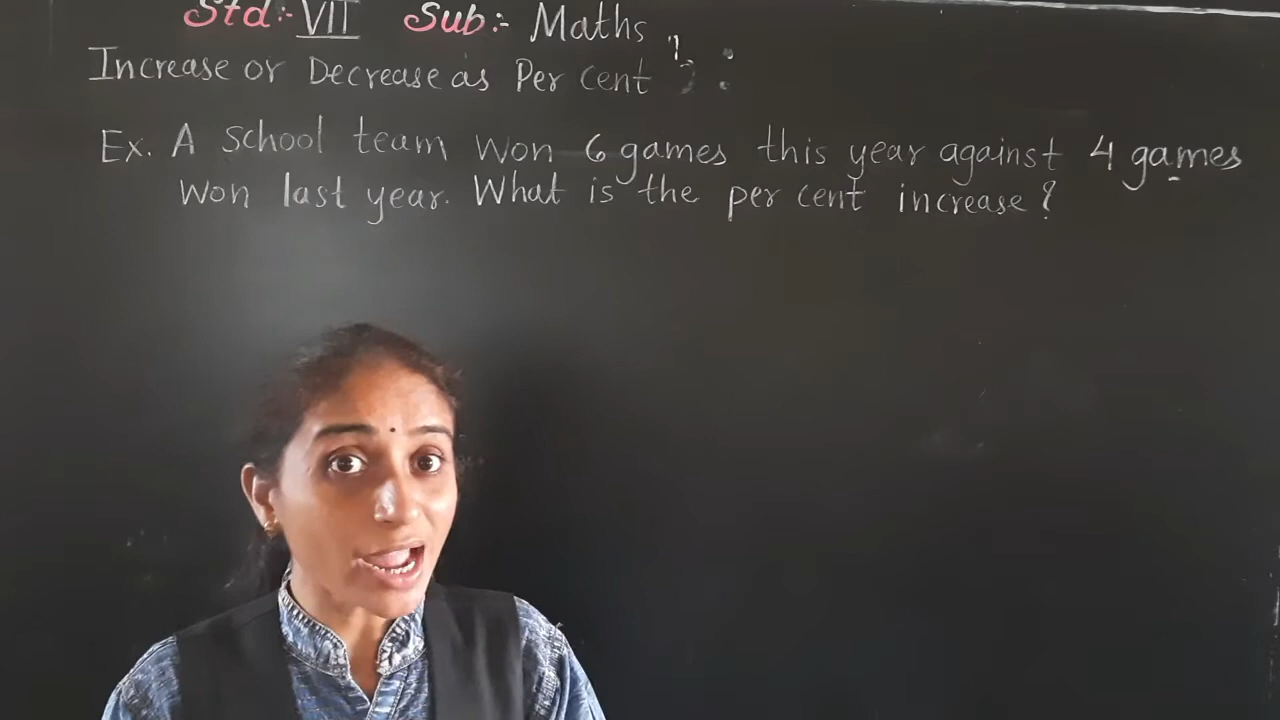 Std:- VII Sub:- Maths
Increase or Decrease as Per cent :
Ex. A school team won 6 games this year against 4 games
won last year. What is the per cent increase?